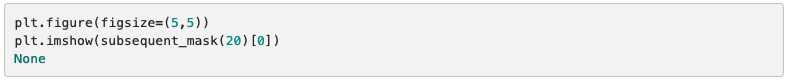 plt.figure(figsize=(5,5))
plt.imshow(subsequent_mask(20)[0])
None